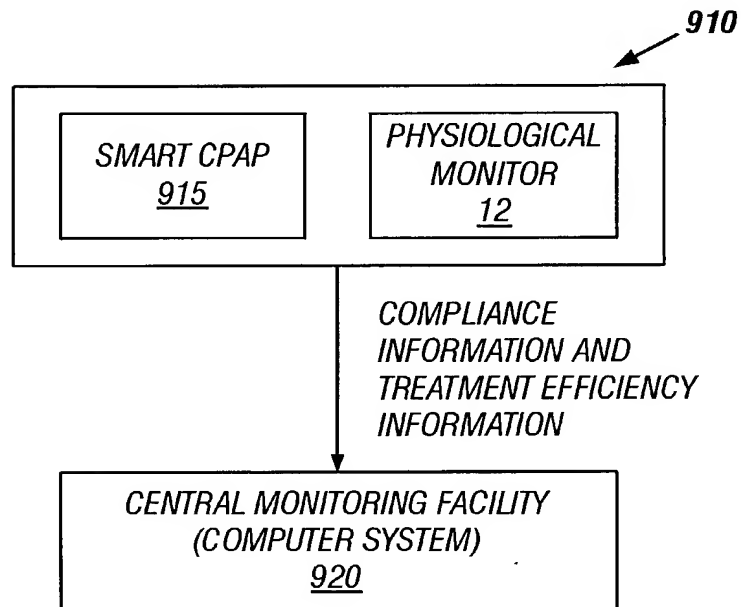 910
SMART CPAP
915
PHYSIOLOGICAL
MONITOR
12
COMPLIANCE
INFORMATION AND
TREATMENT EFFICIENCY
INFORMATION
CENTRAL MONITORING FACILITY
(COMPUTER SYSTEM)
920